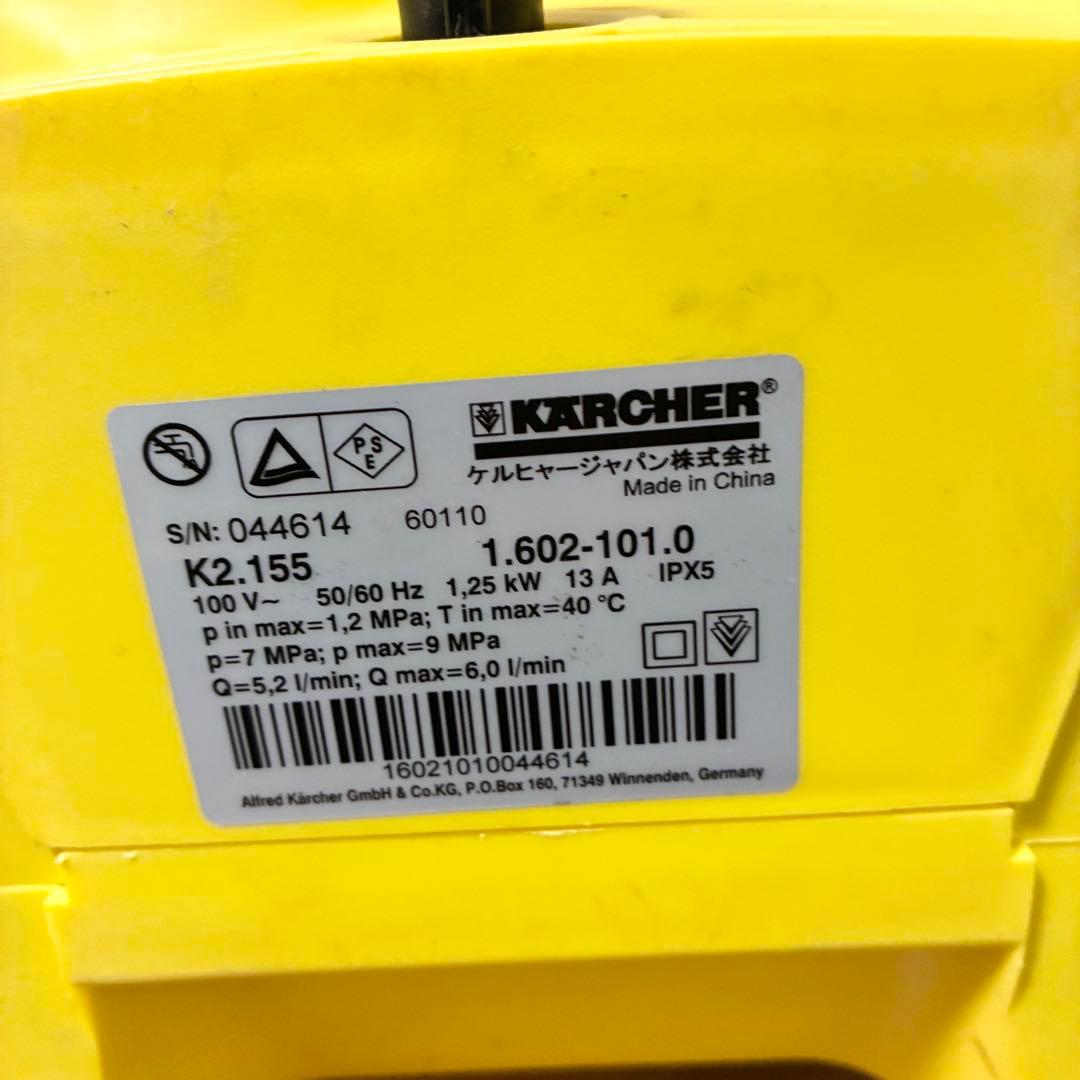 KÄRCHER®
ケルヒャージャパン株式会社
Made in China
PSE
S/N: 044614 60110
K2.155 1.602-101.0
100 V~ 50/60 Hz 1,25 kW 13 A IPX5
p in max=1,2 MPa; T in max=40 °C
p=7 MPa; p max=9 MPa
Q=5,2 l/min; Q max=6,0 l/min
16021010044614
Alfred Kärcher GmbH & Co.KG, P.O.Box 160, 71349 Winnenden, Germany